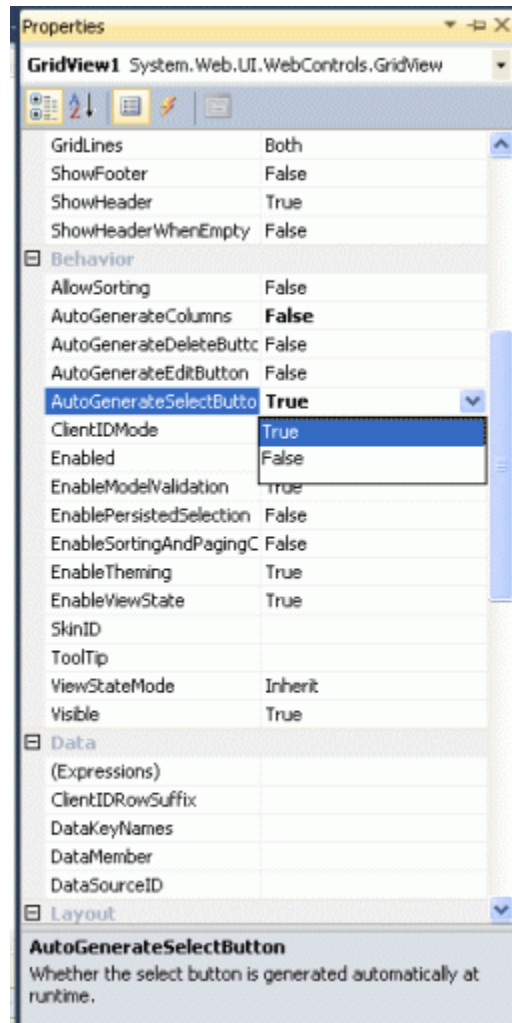 Properties
GridView1 System.Web.UI.WebControls.GridView
GridLines Both
ShowFooter False
ShowHeader True
ShowHeaderWhenEmpty False
Behavior
AllowSorting False
AutoGenerateColumns False
AutoGenerateDeleteButtc False
AutoGenerateEditButton False
AutoGenerateSelectButto True
ClientIDMode True
Enabled False
EnableModelValidation True
EnablePersistedSelection False
EnableSortingAndPagingC False
EnableTheming True
EnableViewState True
SkinID
ToolTip
ViewStateMode Inherit
Visible True
Data
(Expressions)
ClientIDRowSuffix
DataKeyNames
DataMember
DataSourceID
Layout
AutoGenerateSelectButton
Whether the select button is generated automatically at
runtime.